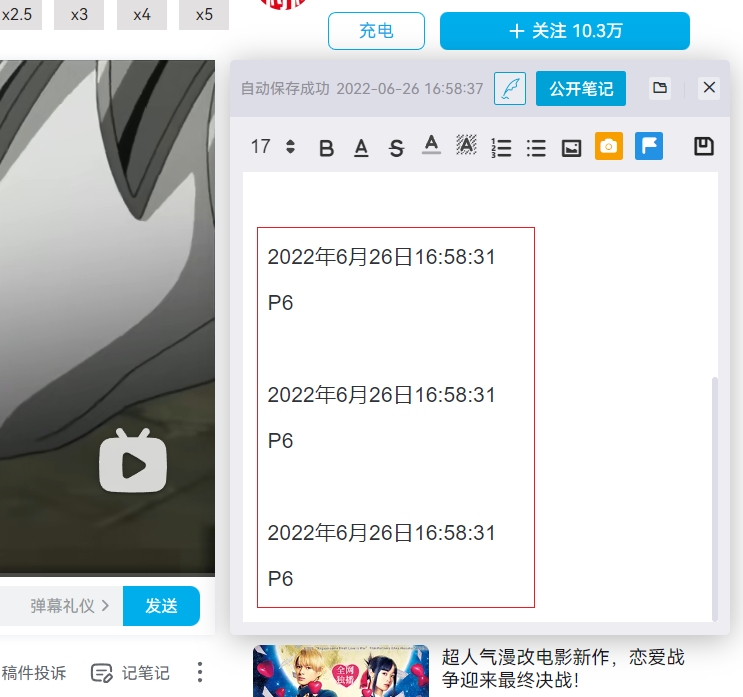 x2.5 x3 x4 x5
充电
+ 关注 10.3万
自动保存成功 2022-06-26 16:58:37
公开笔记
17 B A S A A
2022年6月26日16:58:31
P6
2022年6月26日16:58:31
P6
2022年6月26日16:58:31
P6
弹幕礼仪 >
发送
稿件投诉
记笔记
全网
独播
超人气漫改电影新作，恋爱战
争迎来最终决战！